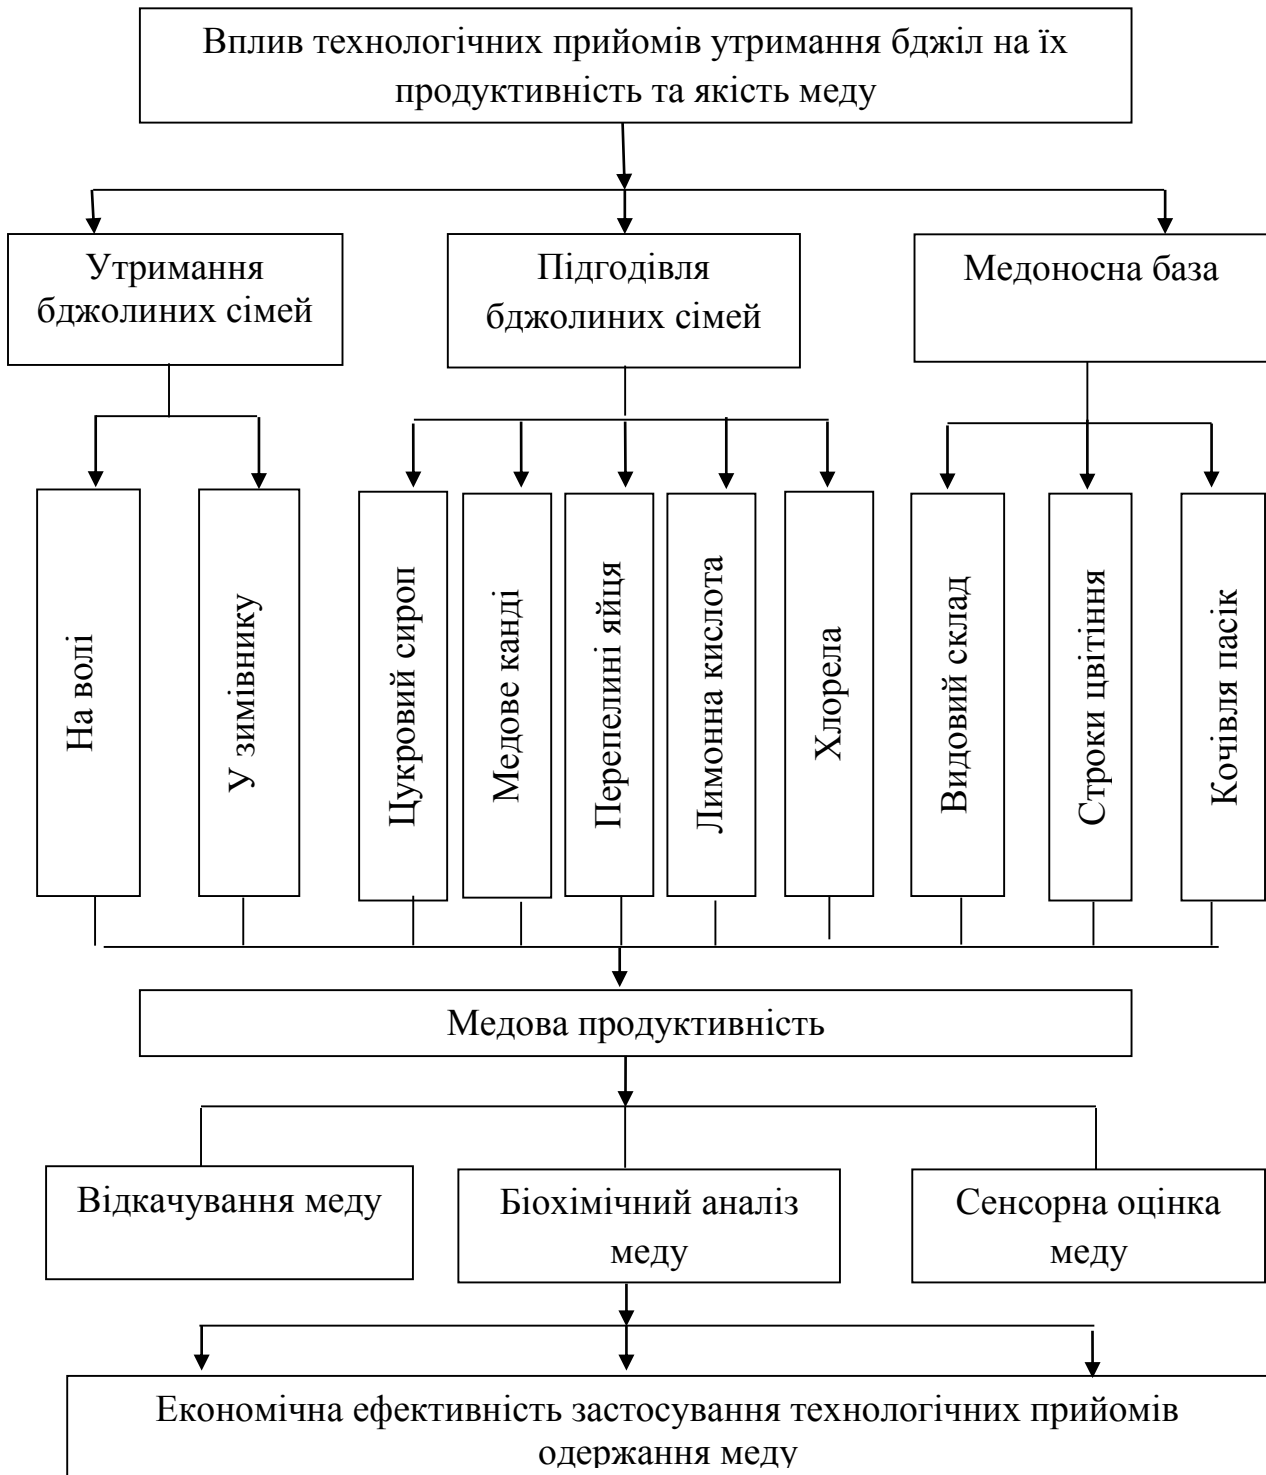 Вплив технологічних прийомів утримання бджіл на їх
продуктивність та якість меду
Утримання
бджолиних сімей
Підгодівля
бджолиних сімей
Медоносна база
На волі
У зимівнику
Цукровий сироп
Медове канді
Перепелині яйця
Лимонна кислота
Хлорела
Видовий склад
Строки цвітіння
Кочівля пасік
Медова продуктивність
Відкачування меду
Біохімічний аналіз
меду
Сенсорна оцінка
меду
Економічна ефективність застосування технологічних прийомів
одержання меду